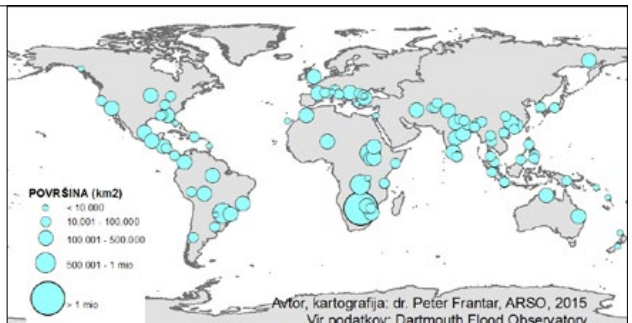 POVRŠINA (km2)
< 10.000
10.001 - 100.000
100.001 - 500.000
500.001 - 1 mio
> 1 mio
Avtor, kartografija: dr. Peter Frantar, ARSO, 2015
Vir podatkov: Dartmouth Flood Observatory